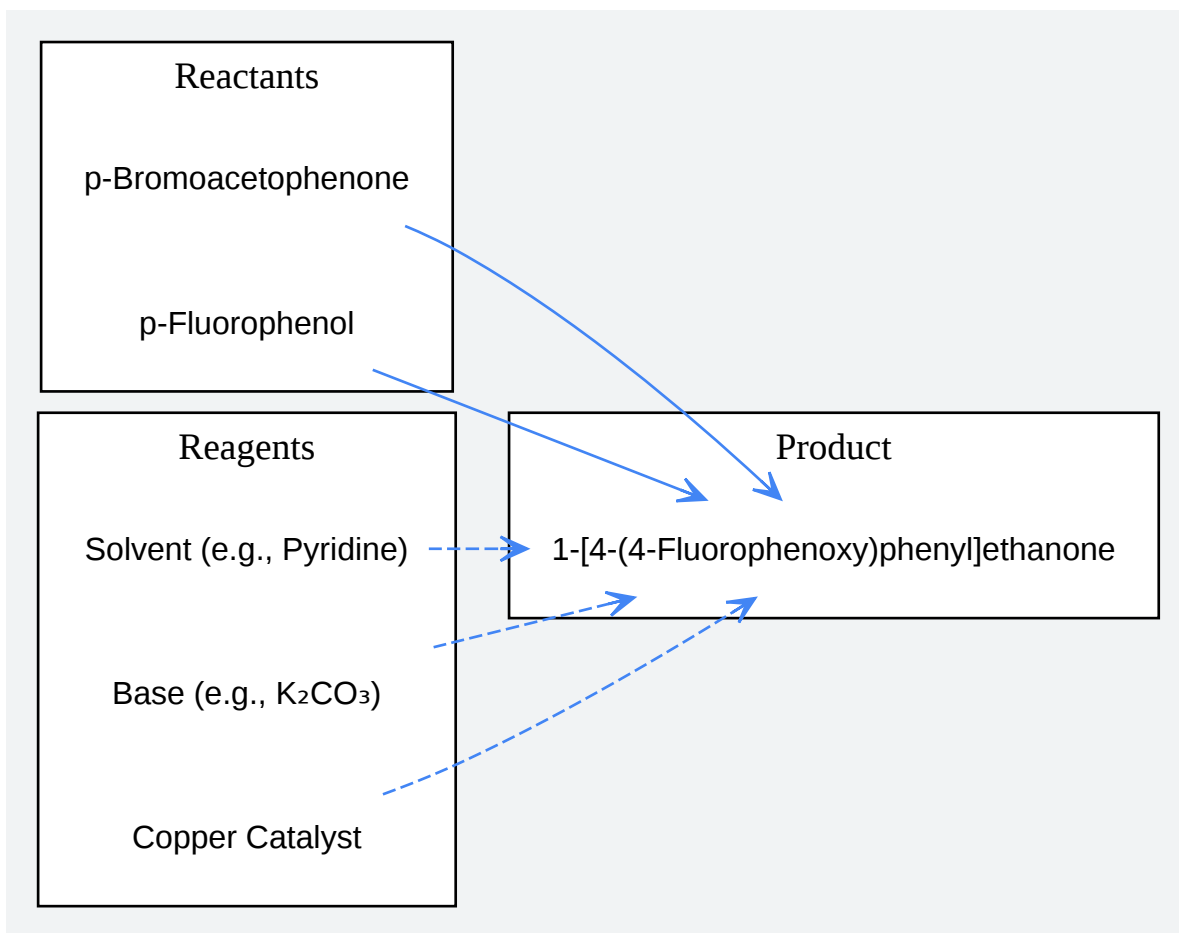 Reactants
p-Bromoacetophenone
p-Fluorophenol
Reagents
Solvent (e.g., Pyridine)
Base (e.g., K₂CO₃)
Copper Catalyst
Product
1-[4-(4-Fluorophenoxy)phenyl]ethanone